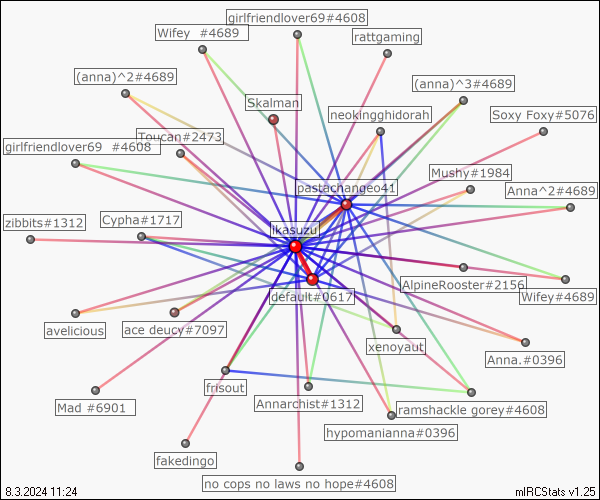 girlfriendlover69#4608
Wifey #4689
rattgaming
(anna)^2#4689
(anna)^3#4689
Skalman
neokingghidorah
Soxy Foxy#5076
Toucan#2473
girlfriendlover69 #4608
Mushy#1984
pastachangeo41
Anna^2#4689
zibbits#1312
Cypha#1717
likasuzu
AlpineRooster#2156
default#0617
Wifey#4689
avelicious
ace deucy#7097
xenoyaut
Anna.#0396
frisout
Mad #6901
Annarchist#1312
ramshackle gorey#4608
hypomanianna#0396
fakedingo
no cops no laws no hope#4608
8.3.2024 11:24
mIRCStats v1.25